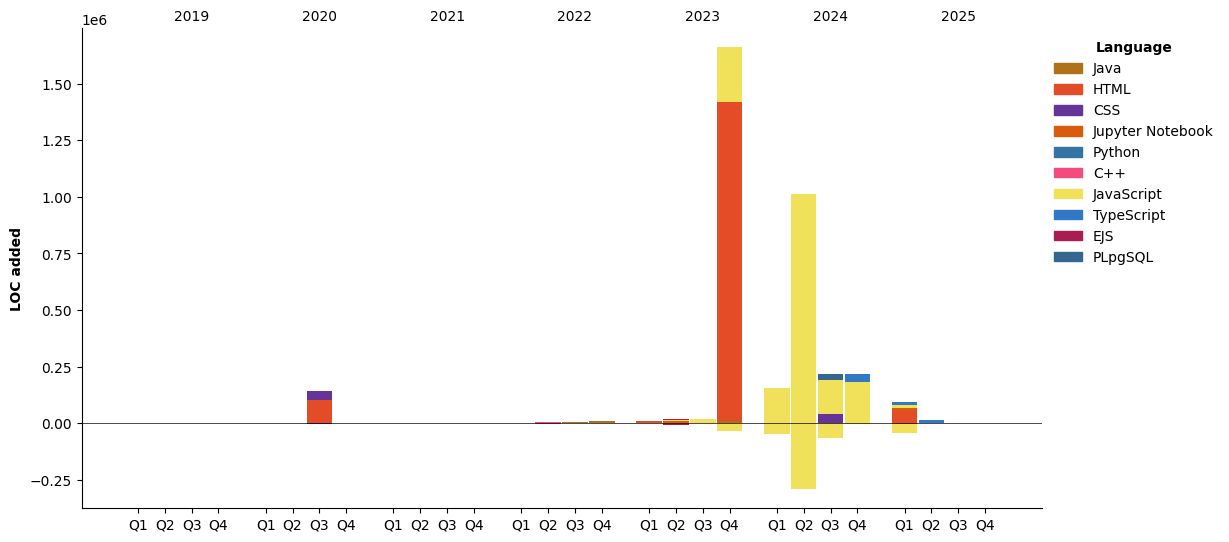 1e6
2019 2020 2021 2022 2023 2024 2025
Language
Java
HTML
CSS
Jupyter Notebook
Python
C++
JavaScript
TypeScript
EJS
PLpgSQL
LOC added
1.50
1.25
1.00
0.75
0.50
0.25
0.00
−0.25
Q1 Q2 Q3 Q4 Q1 Q2 Q3 Q4 Q1 Q2 Q3 Q4 Q1 Q2 Q3 Q4 Q1 Q2 Q3 Q4 Q1 Q2 Q3 Q4 Q1 Q2 Q3 Q4